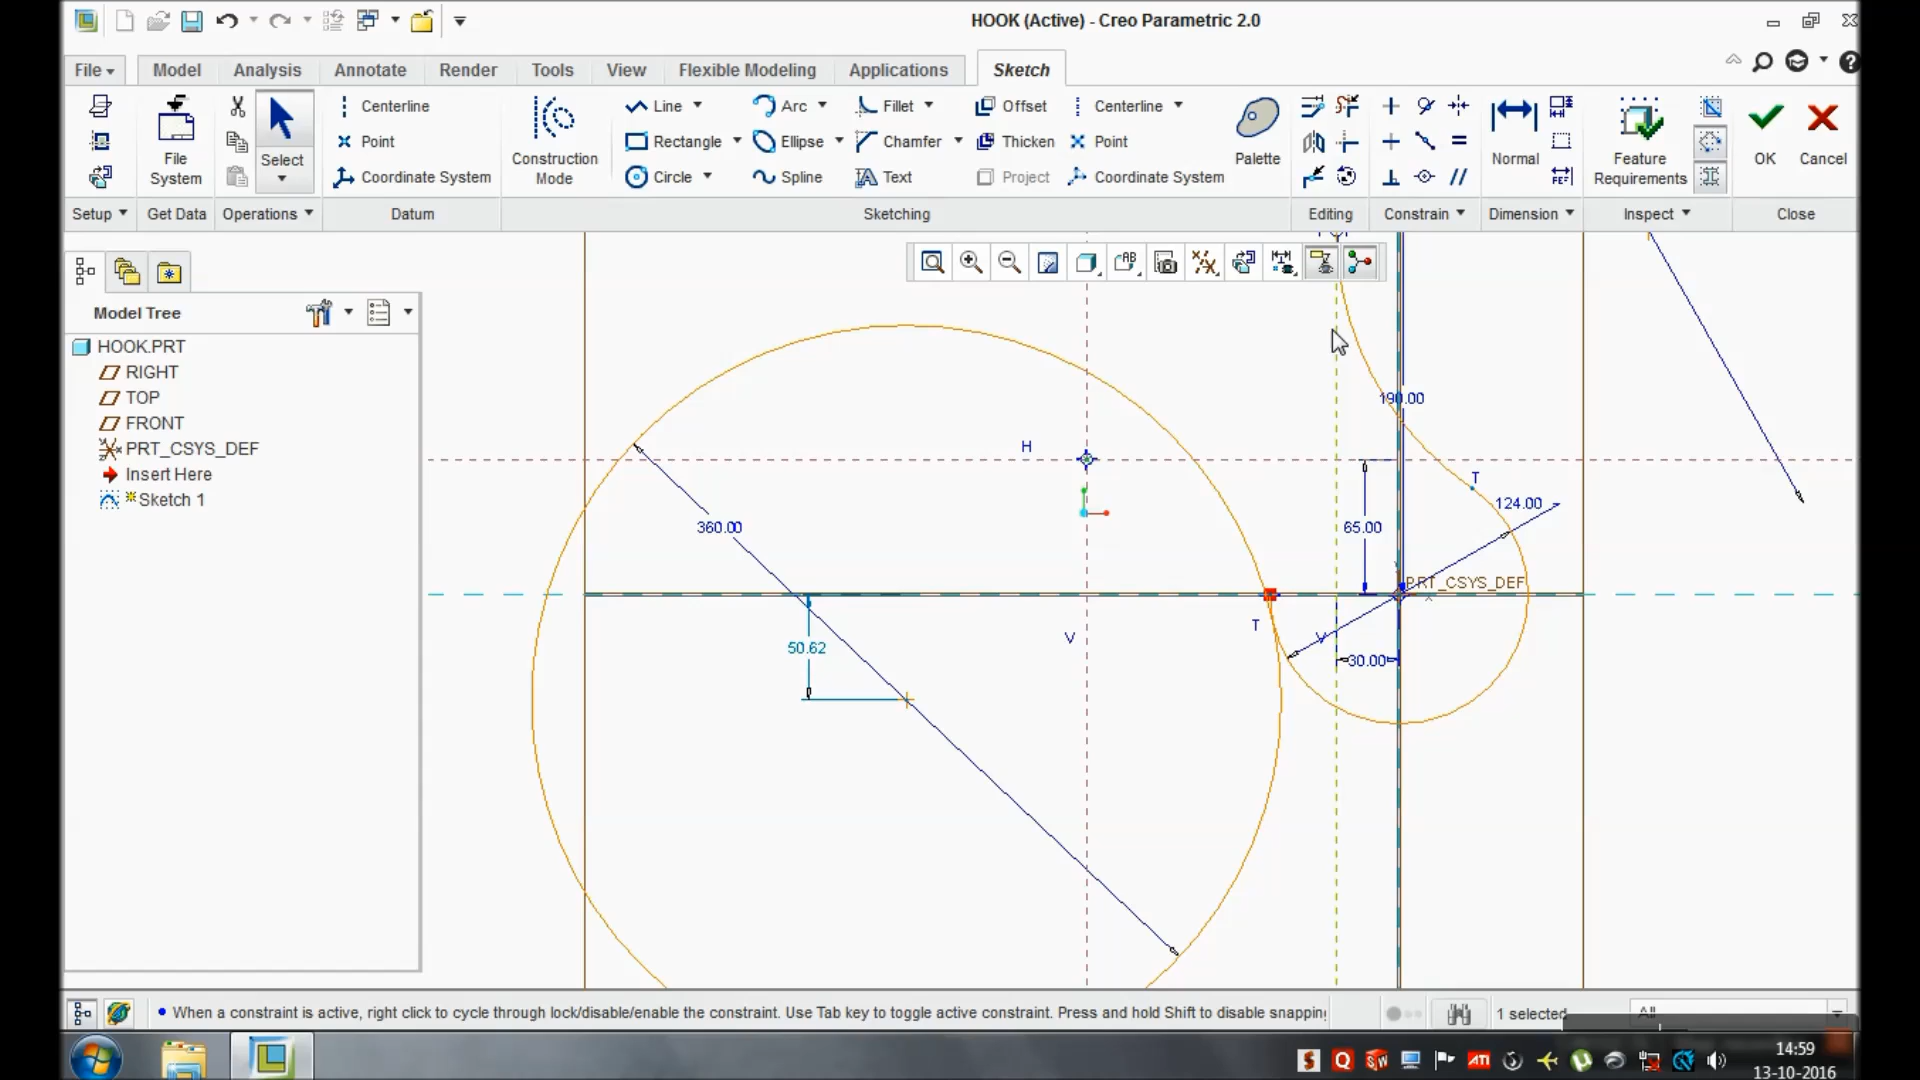 HOOK (Active) - Creo Parametric 2.0
File Model Analysis Annotate Render Tools View Flexible Modeling Applications Sketch
Centerline Line Arc Fillet Offset Centerline
Point Rectangle Ellipse Chamfer Thicken Point
File System Select Construction Mode Palette Normal Feature Requirements OK Cancel
Coordinate System Circle Spline Text Project Coordinate System
Setup Get Data Operations Datum Sketching Editing Constrain Dimension Inspect Close
Model Tree
HOOK.PRT
RIGHT
TOP
FRONT
PRT_CSYS_DEF
Insert Here
Sketch 1
190.00
H
T
124.00
360.00
65.00
PRT_CSYS_DEF
T
V
V
50.62
30.00
When a constraint is active, right click to cycle through lock/disable/enable the constraint. Use Tab key to toggle active constraint. Press and hold Shift to disable snapping
1 selected
All
14:59
13-10-2016